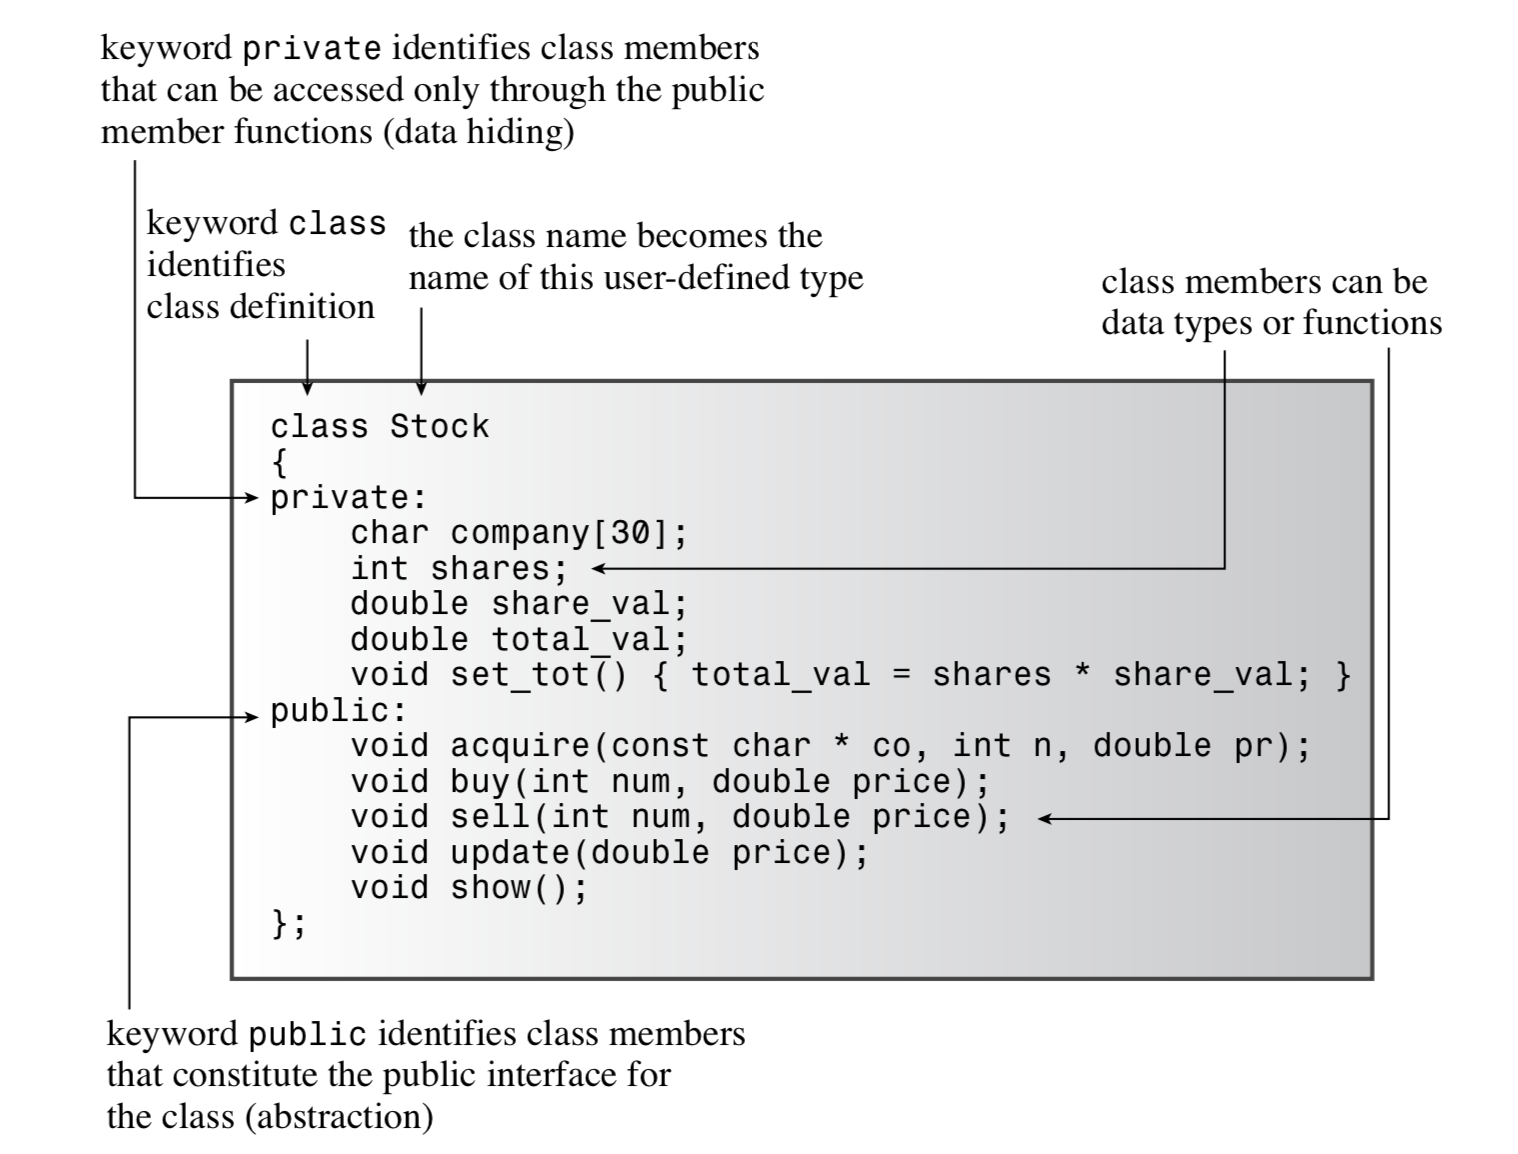 keyword private identifies class members
that can be accessed only through the public
member functions (data hiding)
keyword class
identifies
class definition
the class name becomes the
name of this user-defined type
class members can be
data types or functions
class Stock
{
private:
    char company[30];
    int shares;
    double share_val;
    double total_val;
    void set_tot() { total_val = shares * share_val; }
public:
    void acquire(const char * co, int n, double pr);
    void buy(int num, double price);
    void sell(int num, double price);
    void update(double price);
    void show();
};
keyword public identifies class members
that constitute the public interface for
the class (abstraction)